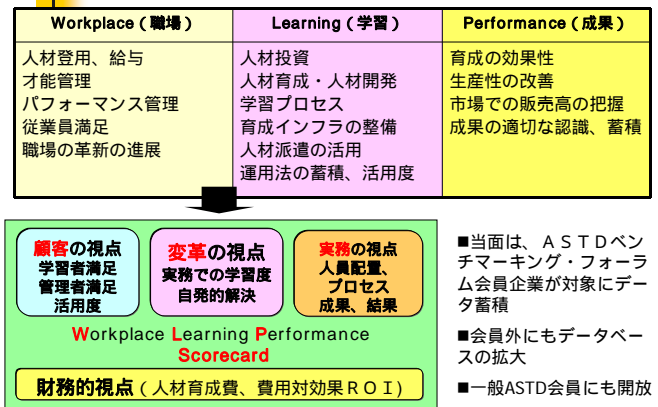 Workplace（職場）
Learning（学習）
Performance（成果）
人材登用、給与
才能管理
パフォーマンス管理
従業員満足
職場の革新の進展
人材投資
人材育成・人材開発
学習プロセス
育成インフラの整備
人材派遣の活用
運用法の蓄積、活用度
育成の効果性
生産性の改善
市場での販売高の把握
成果の適切な認識、蓄積
顧客の視点
学習者満足
管理者満足
活用度
変革の視点
実務での学習度
自発的解決
実務の視点
人員配置、
プロセス
成果、結果
Workplace Learning Performance
Scorecard
財務的視点（人材育成費、費用対効果ＲＯＩ）
■当面は、ＡＳＴＤベン
チマーキング・フォーラ
ム会員企業が対象にデー
タ蓄積
■会員外にもデータベー
スの拡大
■一般ASTD会員にも開放